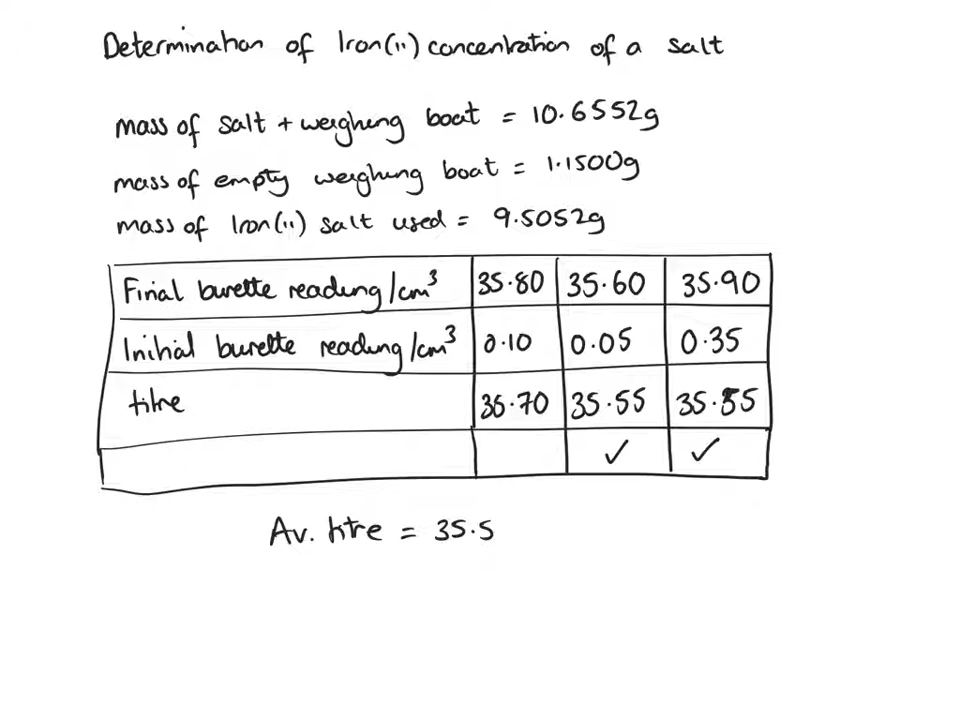 Determination of Iron(II) concentration of a salt
mass of salt + weighing boat = 10.6552g
mass of empty weighing boat = 1.1500g
mass of Iron(II) salt used = 9.5052g
Final burette reading/cm³ 35.80 35.60 35.90
Initial burette reading/cm³ 0.10 0.05 0.35
titre 35.70 35.55 35.55
✓ ✓
Av. titre = 35.5